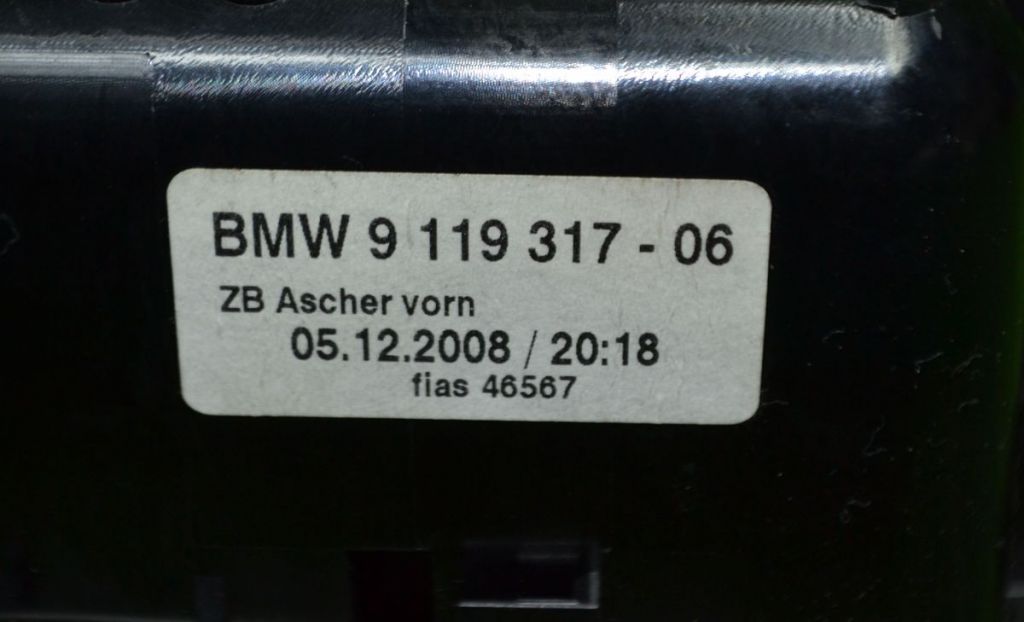 BMW 9 119 317 - 06
ZB Ascher vorn
05.12.2008 / 20:18
fias 46567